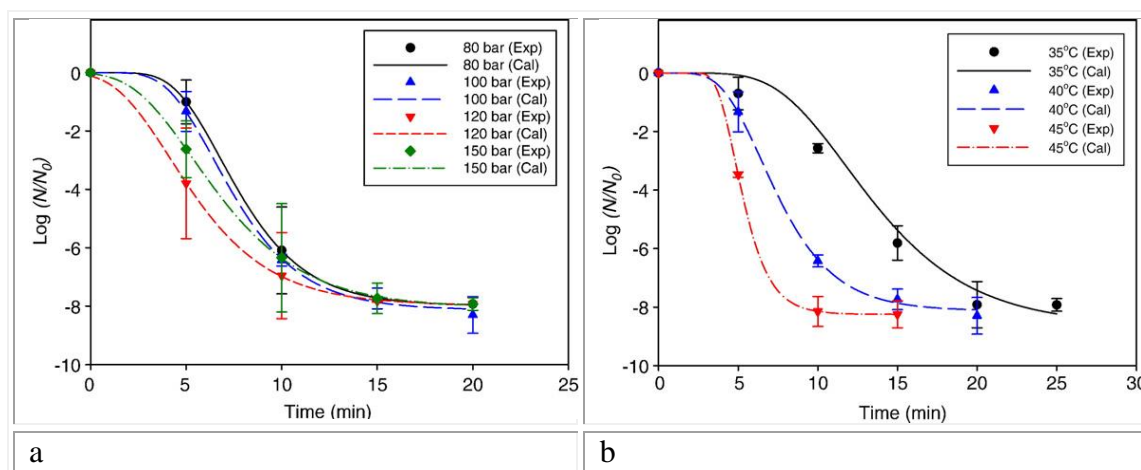 80 bar (Exp)
80 bar (Cal)
100 bar (Exp)
100 bar (Cal)
120 bar (Exp)
120 bar (Cal)
150 bar (Exp)
150 bar (Cal)
0
-2
-4
-6
-8
-10
Log (N/N₀)
0 5 10 15 20 25
Time (min)
a
35°C (Exp)
35°C (Cal)
40°C (Exp)
40°C (Cal)
45°C (Exp)
45°C (Cal)
0
-2
-4
-6
-8
-10
Log (N/N₀)
0 5 10 15 20 25 30
Time (min)
b